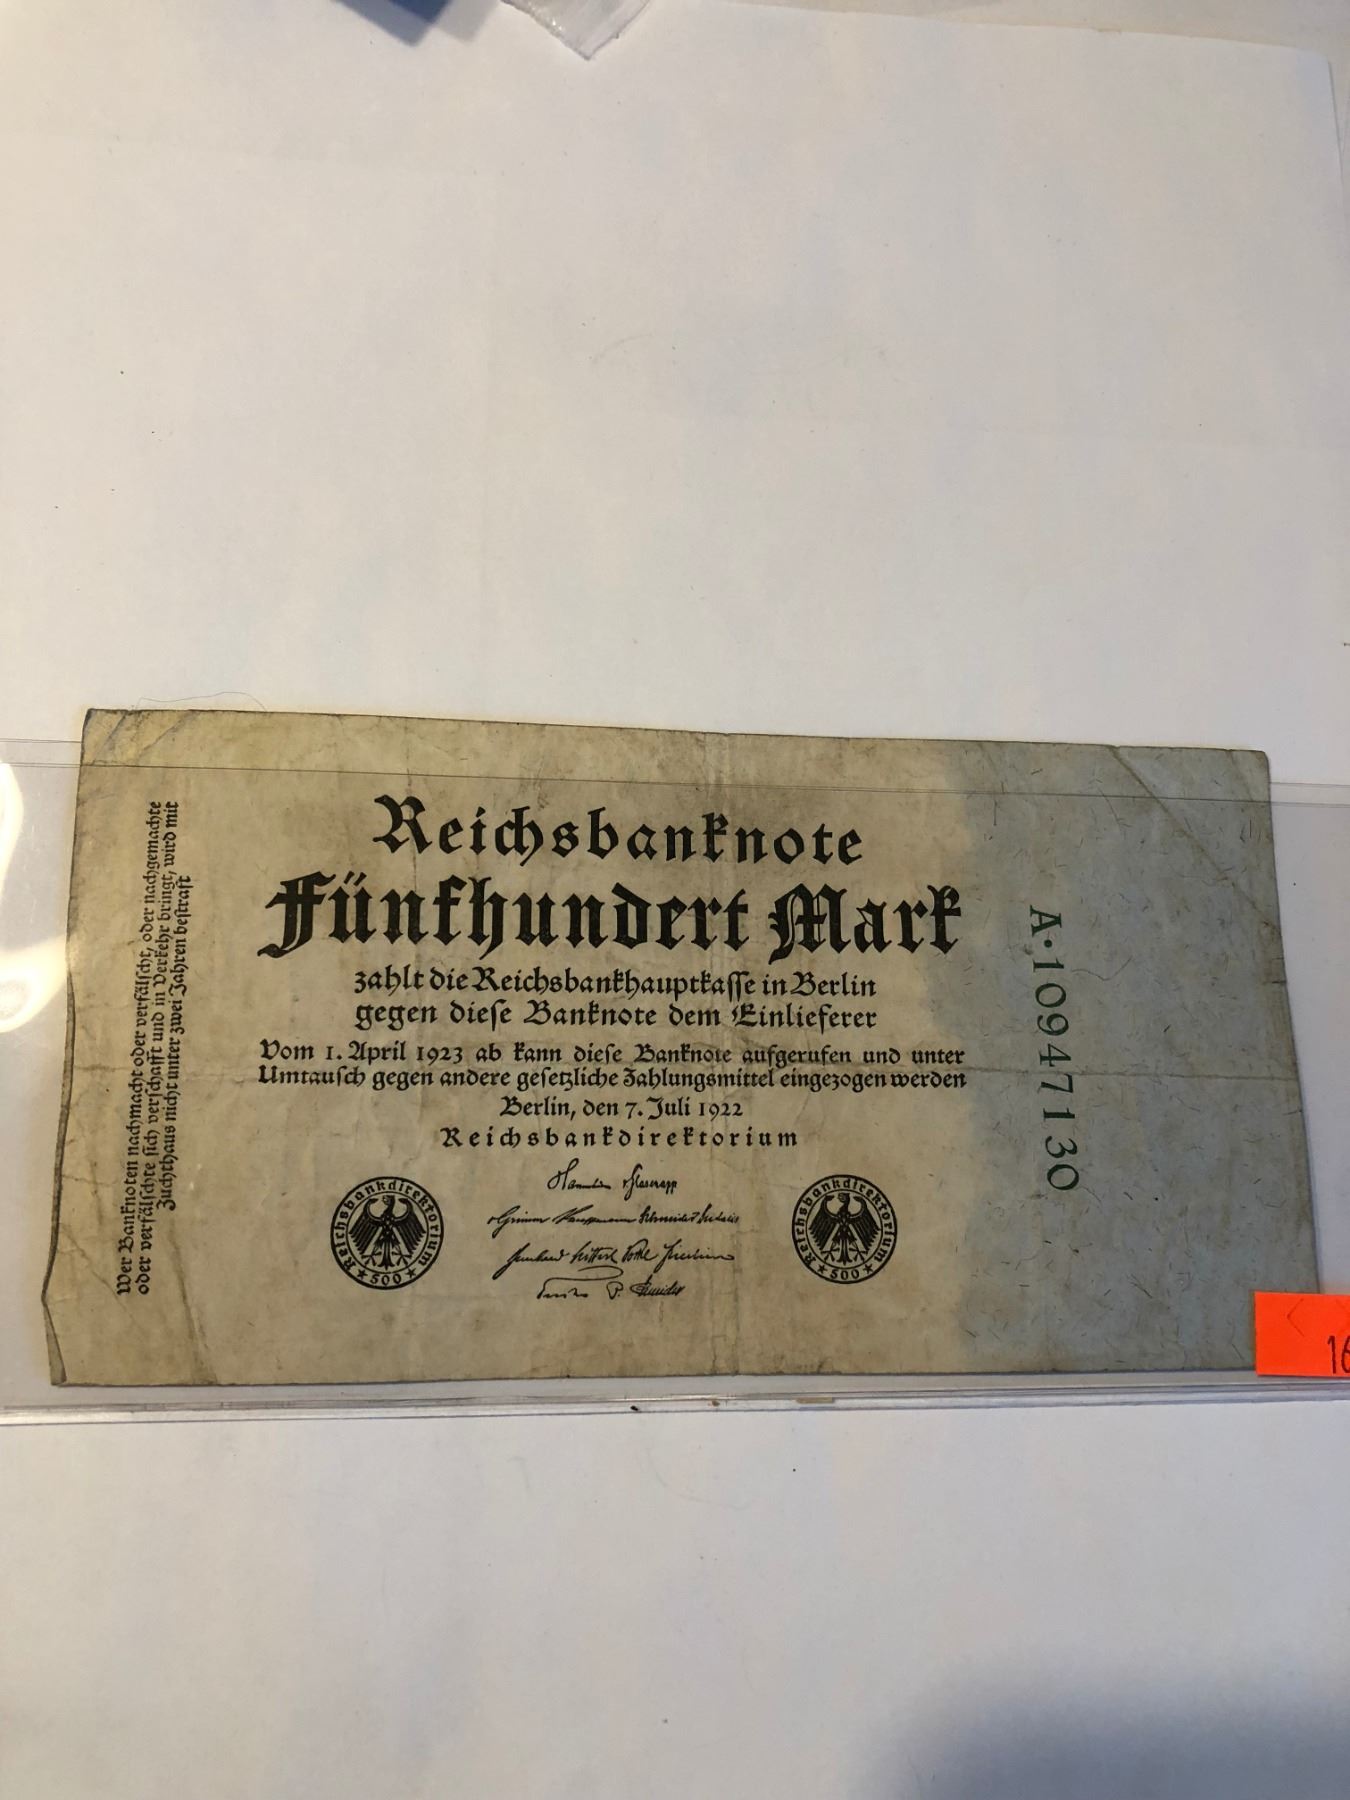 Reichsbanknote
Fünfhundert Mark
zahlt die Reichsbankhauptkasse in Berlin
gegen diese Banknote dem Einlieferer
Vom 1. April 1923 ab kann diese Banknote aufgerufen und unter
Umtausch gegen andere gesetzliche Zahlungsmittel eingezogen werden
Berlin, den 7. Juli 1922
Reichsbankdirektorium
Reichsbankdirektorium
* 500 *
Reichsbankdirektorium
* 500 *
Wer Banknoten nachmacht oder verfälscht, oder nachgemachte
oder verfälschte sich verschafft und in Verkehr bringt, wird mit
Zuchthaus nicht unter zwei Jahren bestraft
A·10947130
16